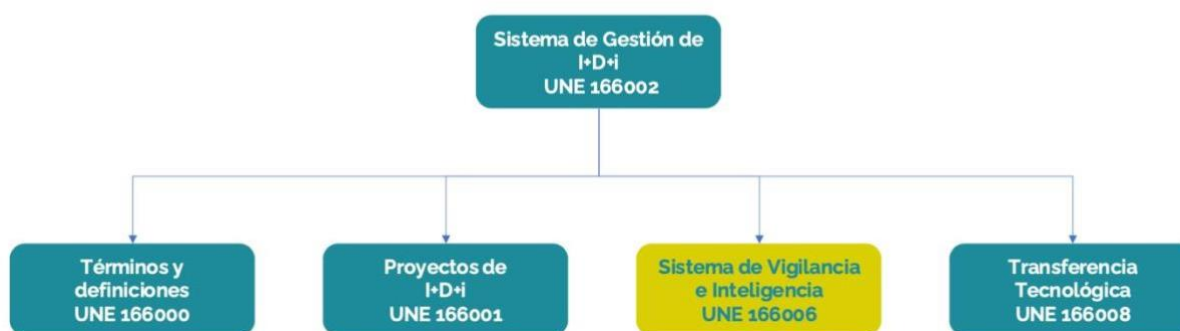 Sistema de Gestión de
I+D+i
UNE 166002
Términos y
definiciones
UNE 166000
Proyectos de
I+D+i
UNE 166001
Sistema de Vigilancia
e Inteligencia
UNE 166006
Transferencia
Tecnológica
UNE 166008